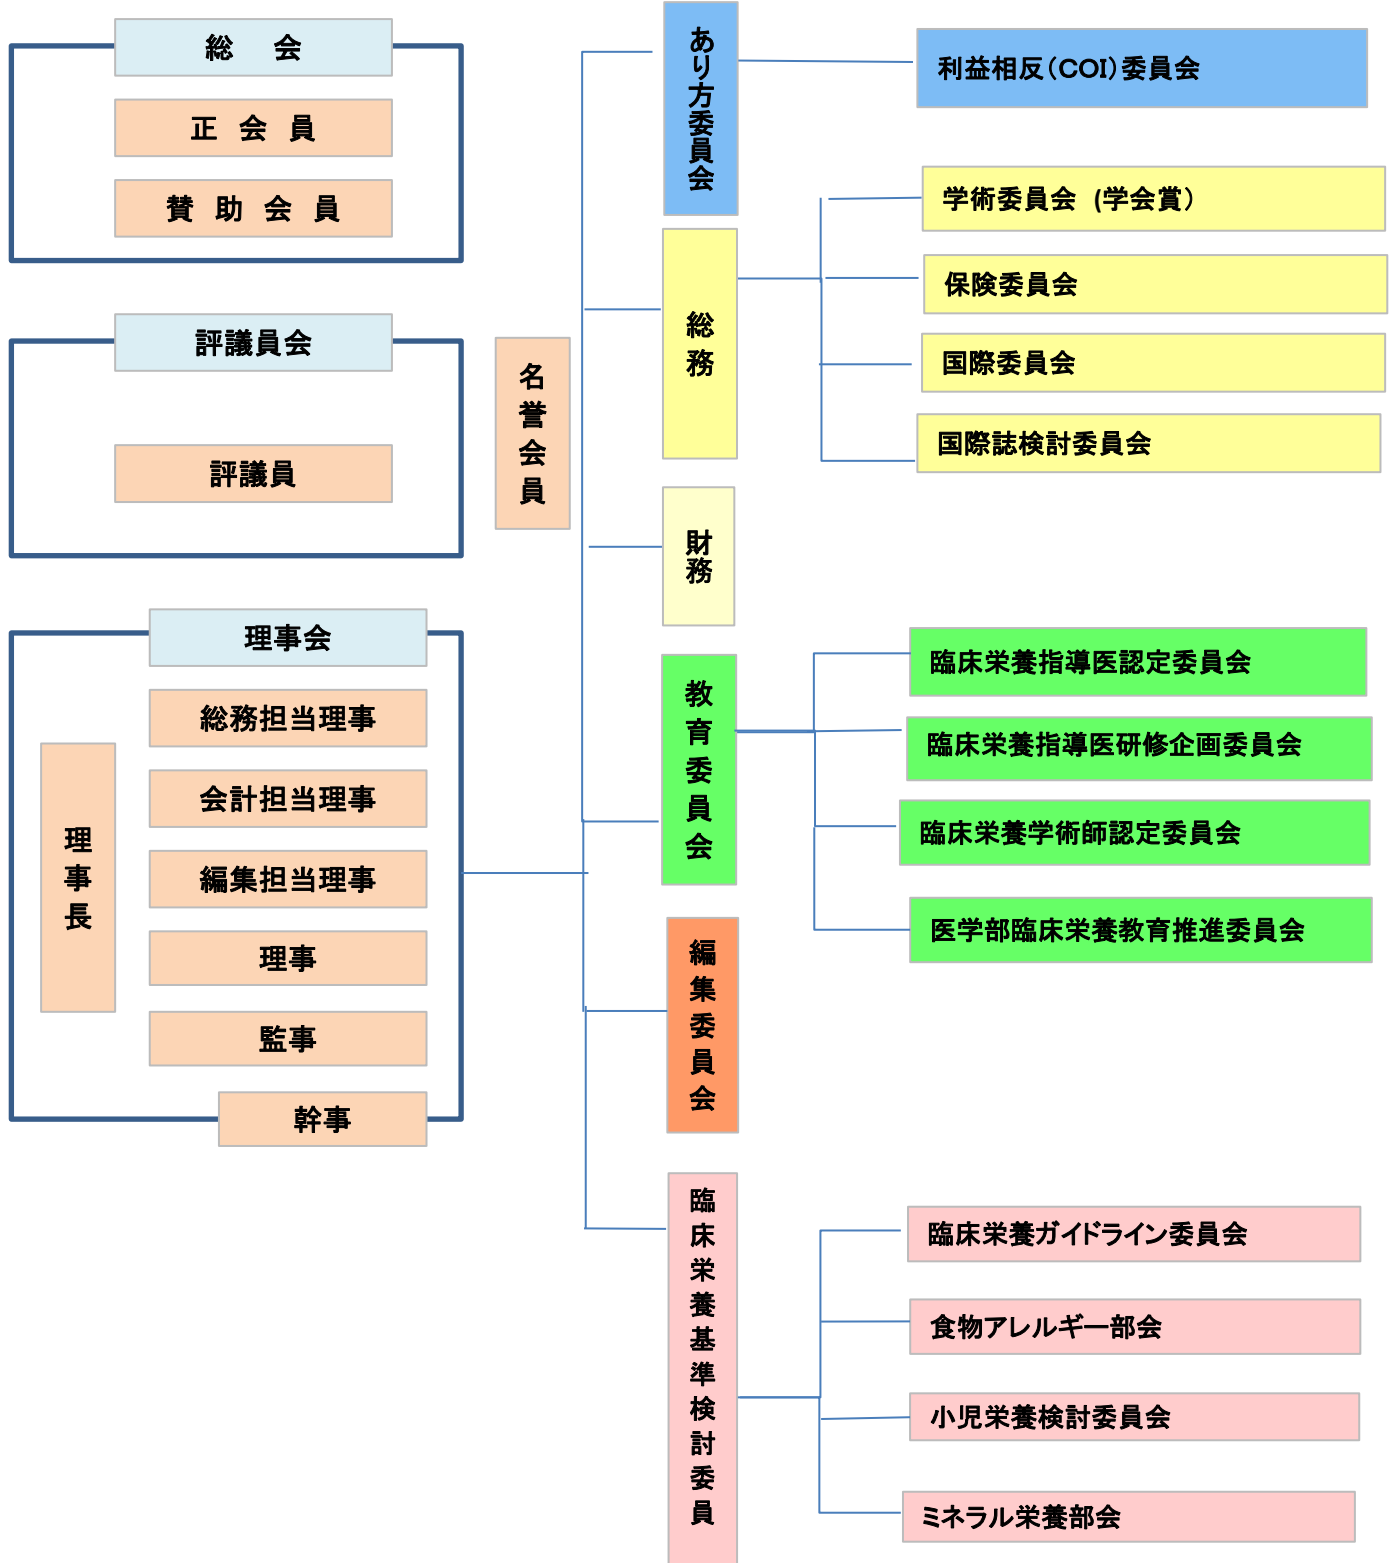 総　会
正　会　員
賛　助　会　員
評議員会
評議員
理事会
総務担当理事
会計担当理事
編集担当理事
理事
監事
幹事
理事長
名誉会員
あり方委員会
利益相反（COI）委員会
総務
学術委員会 (学会賞）
保険委員会
国際委員会
国際誌検討委員会
財務
教育委員会
臨床栄養指導医認定委員会
臨床栄養指導医研修企画委員会
臨床栄養学術師認定委員会
医学部臨床栄養教育推進委員会
編集委員会
臨床栄養基準検討委員
臨床栄養ガイドライン委員会
食物アレルギー部会
小児栄養検討委員会
ミネラル栄養部会